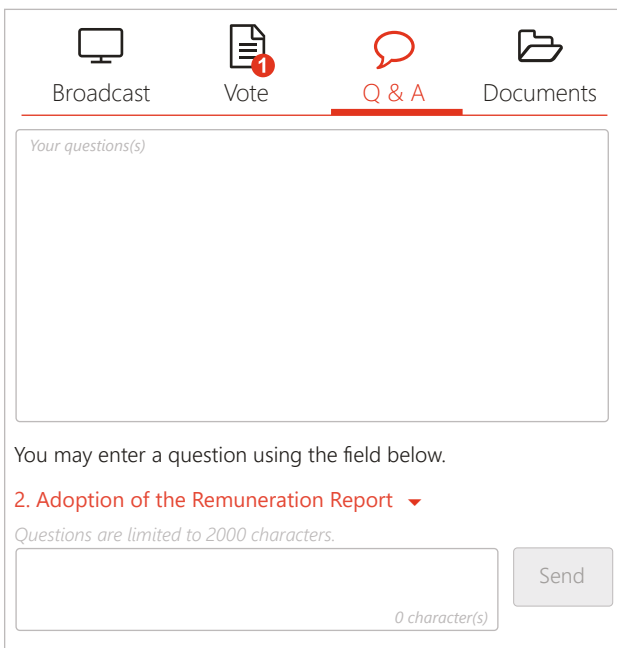 1
Broadcast Vote Q & A Documents
Your questions(s)
You may enter a question using the field below.
2. Adoption of the Remuneration Report
Questions are limited to 2000 characters.
Send
0 character(s)